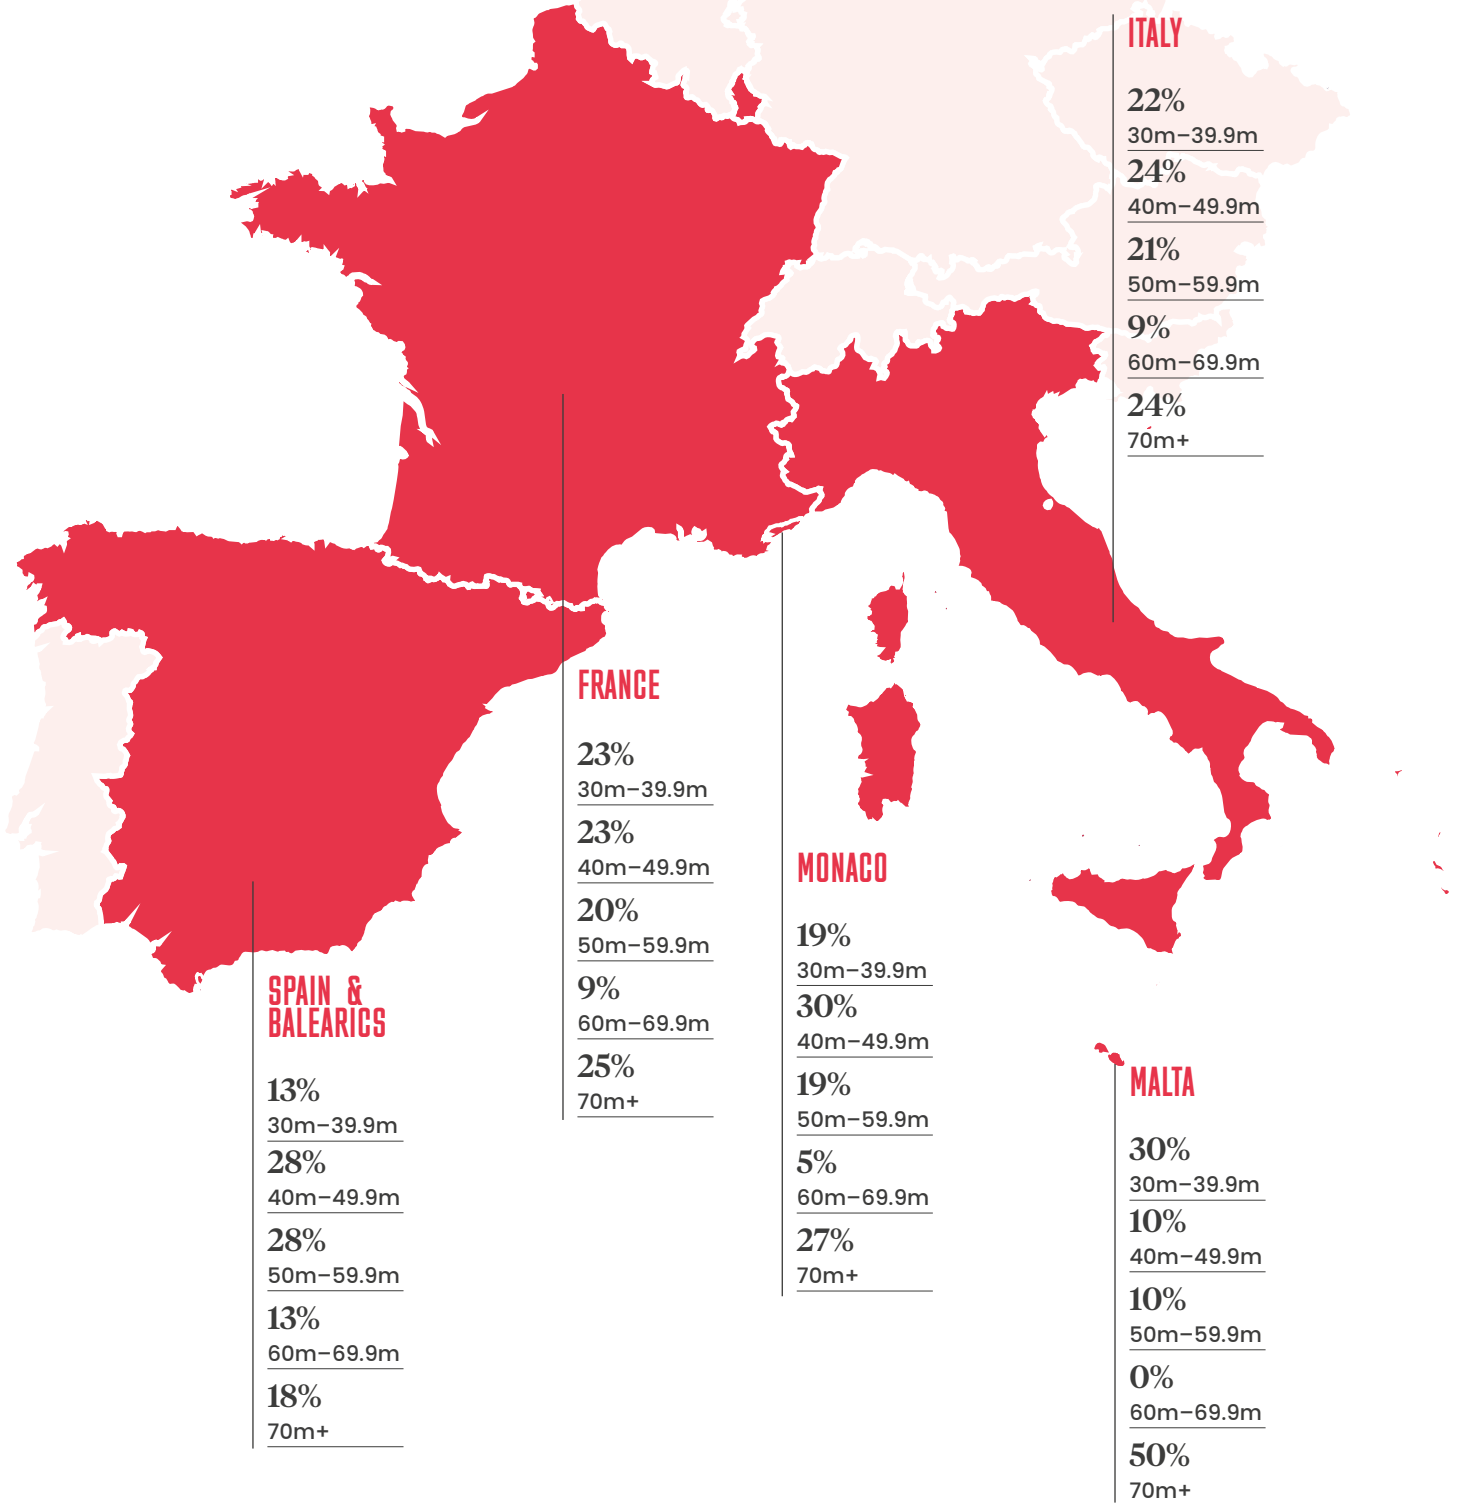 ITALY
22%
30m–39.9m
24%
40m–49.9m
21%
50m–59.9m
9%
60m–69.9m
24%
70m+
FRANCE
23%
30m–39.9m
23%
40m–49.9m
20%
50m–59.9m
9%
60m–69.9m
25%
70m+
MONACO
19%
30m–39.9m
30%
40m–49.9m
19%
50m–59.9m
5%
60m–69.9m
27%
70m+
SPAIN &
BALEARICS
13%
30m–39.9m
28%
40m–49.9m
28%
50m–59.9m
13%
60m–69.9m
18%
70m+
MALTA
30%
30m–39.9m
10%
40m–49.9m
10%
50m–59.9m
0%
60m–69.9m
50%
70m+